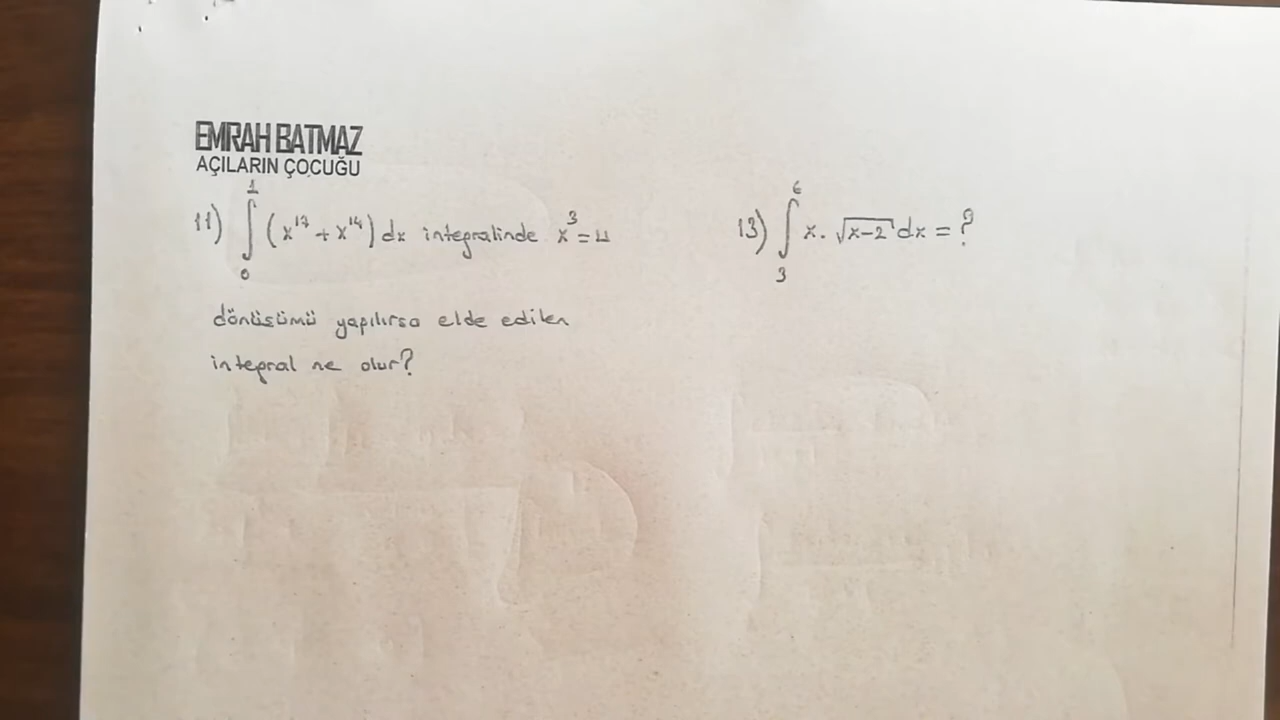 EMRAH BATMAZ
AÇILARIN ÇOCUĞU
11) ∫₀¹ (x¹⁷ + x¹⁴) dx integralinde x³ = u
dönüşümü yapılırsa elde edilen
integral ne olur?
13) ∫₃⁶ x. √x-2 dx = ?